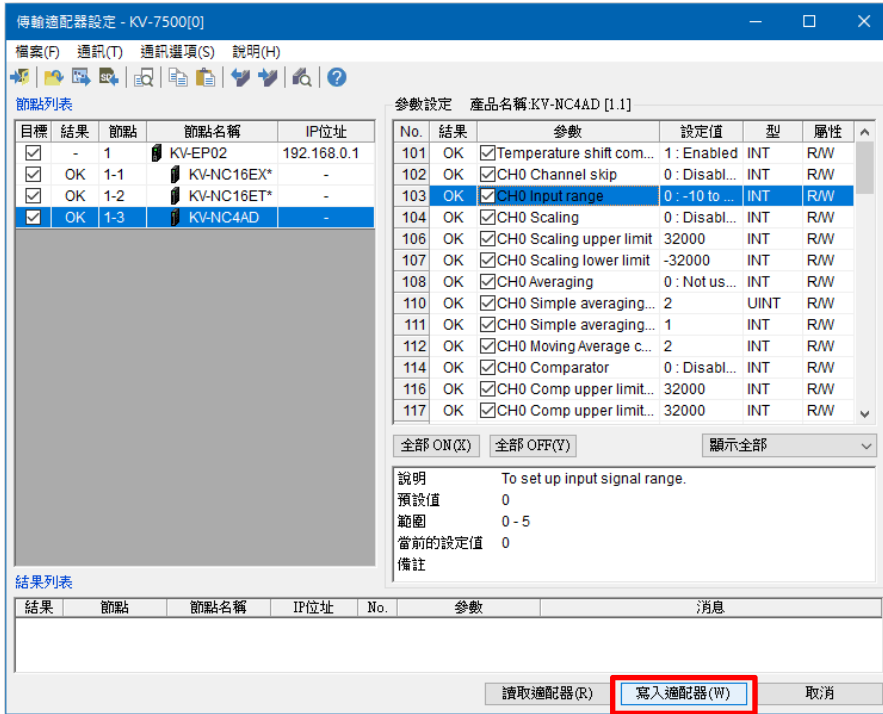 傳輸適配器設定 - KV-7500[0]
檔案(F) 通訊(T) 通訊選項(S) 說明(H)
節點列表
目標 結果 節點 節點名稱 IP位址
- 1 KV-EP02 192.168.0.1
OK 1-1 KV-NC16EX* -
OK 1-2 KV-NC16ET* -
OK 1-3 KV-NC4AD -
參數設定 產品名稱:KV-NC4AD [1.1]
No. 結果 參數 設定值 型 屬性
101 OK Temperature shift com... 1 : Enabled INT R/W
102 OK CH0 Channel skip 0 : Disabl... INT R/W
103 OK CH0 Input range 0 : -10 to ... INT R/W
104 OK CH0 Scaling 0 : Disabl... INT R/W
106 OK CH0 Scaling upper limit 32000 INT R/W
107 OK CH0 Scaling lower limit -32000 INT R/W
108 OK CH0 Averaging 0 : Not us... INT R/W
110 OK CH0 Simple averaging... 2 UINT R/W
111 OK CH0 Simple averaging... 1 INT R/W
112 OK CH0 Moving Average c... 2 INT R/W
114 OK CH0 Comparator 0 : Disabl... INT R/W
116 OK CH0 Comp upper limit... 32000 INT R/W
117 OK CH0 Comp upper limit... 32000 INT R/W
全部 ON(X) 全部 OFF(Y) 顯示全部
說明 To set up input signal range.
預設值 0
範圍 0 - 5
當前的設定值 0
備註
結果列表
結果 節點 節點名稱 IP位址 No. 參數 消息
讀取適配器(R) 寫入適配器(W) 取消